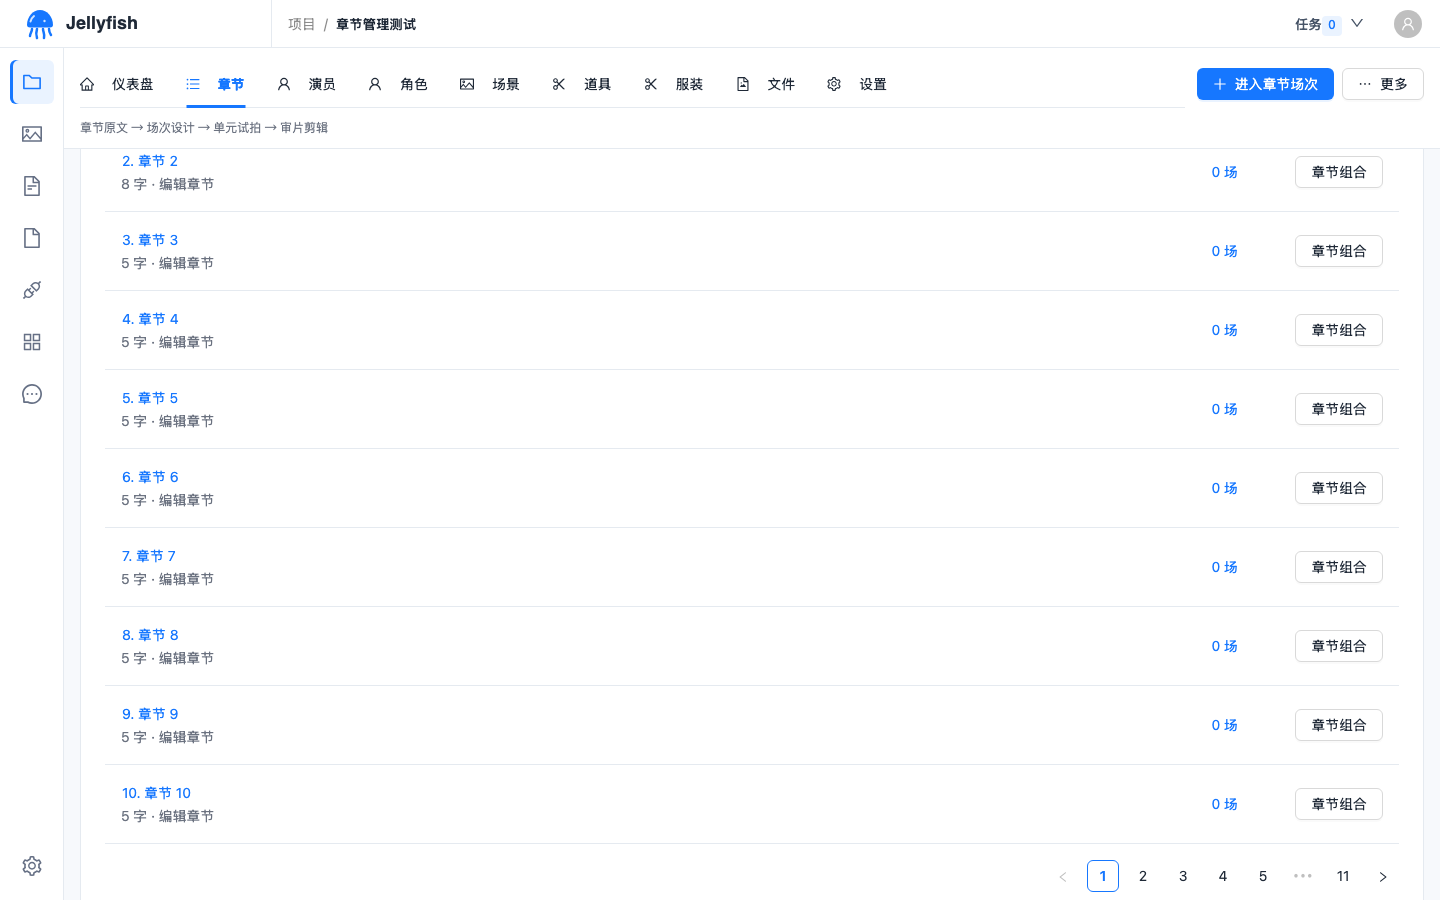 Jellyfish
项目 / 章节管理测试
任务 0
仪表盘 章节 演员 角色 场景 道具 服装 文件 设置
+ 进入章节场次 ··· 更多
章节原文 → 场次设计 → 单元试拍 → 审片剪辑
2. 章节 2
8 字 · 编辑章节
0 场 章节组合
3. 章节 3
5 字 · 编辑章节
0 场 章节组合
4. 章节 4
5 字 · 编辑章节
0 场 章节组合
5. 章节 5
5 字 · 编辑章节
0 场 章节组合
6. 章节 6
5 字 · 编辑章节
0 场 章节组合
7. 章节 7
5 字 · 编辑章节
0 场 章节组合
8. 章节 8
5 字 · 编辑章节
0 场 章节组合
9. 章节 9
5 字 · 编辑章节
0 场 章节组合
10. 章节 10
5 字 · 编辑章节
0 场 章节组合
< 1 2 3 4 5 ••• 11 >